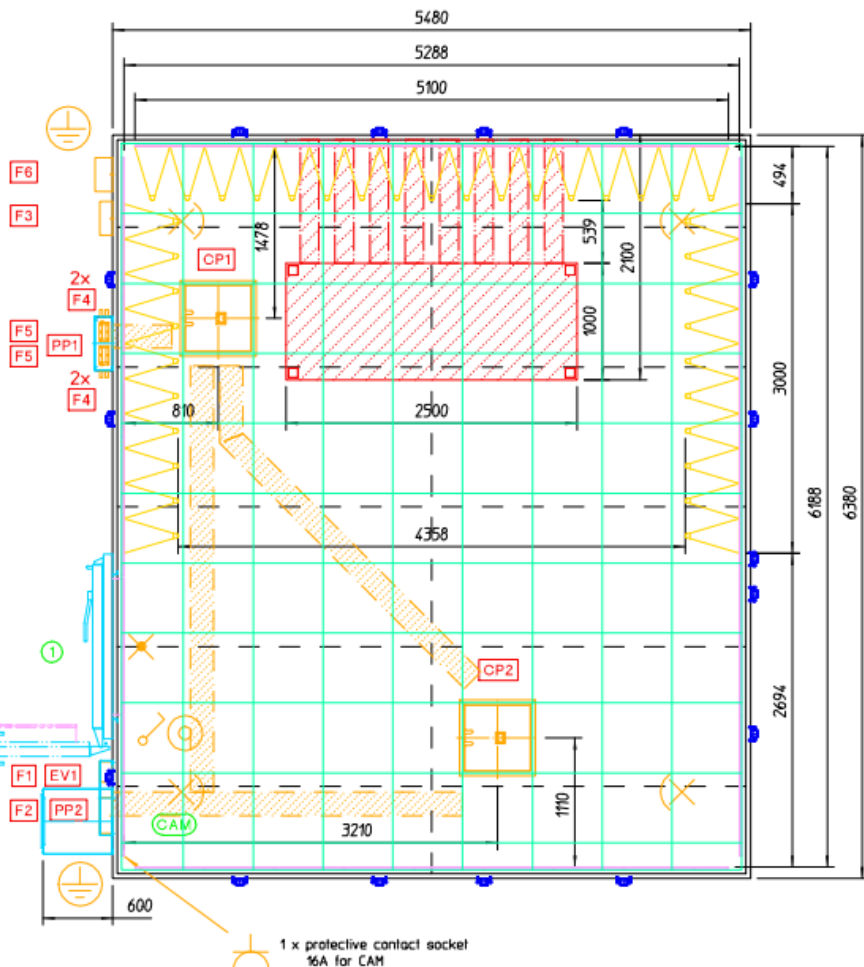 5480
5288
5100
F6
F3
494
CP1
1478
539
2100
2x
F4
F5
PP1
F5
1000
2x
F4
3000
810
2500
6188
6380
4358
1
CP2
2694
F1 EV1
F2 PP2
1110
CAM
3210
600
1 x protective contact socket
16A for CAM